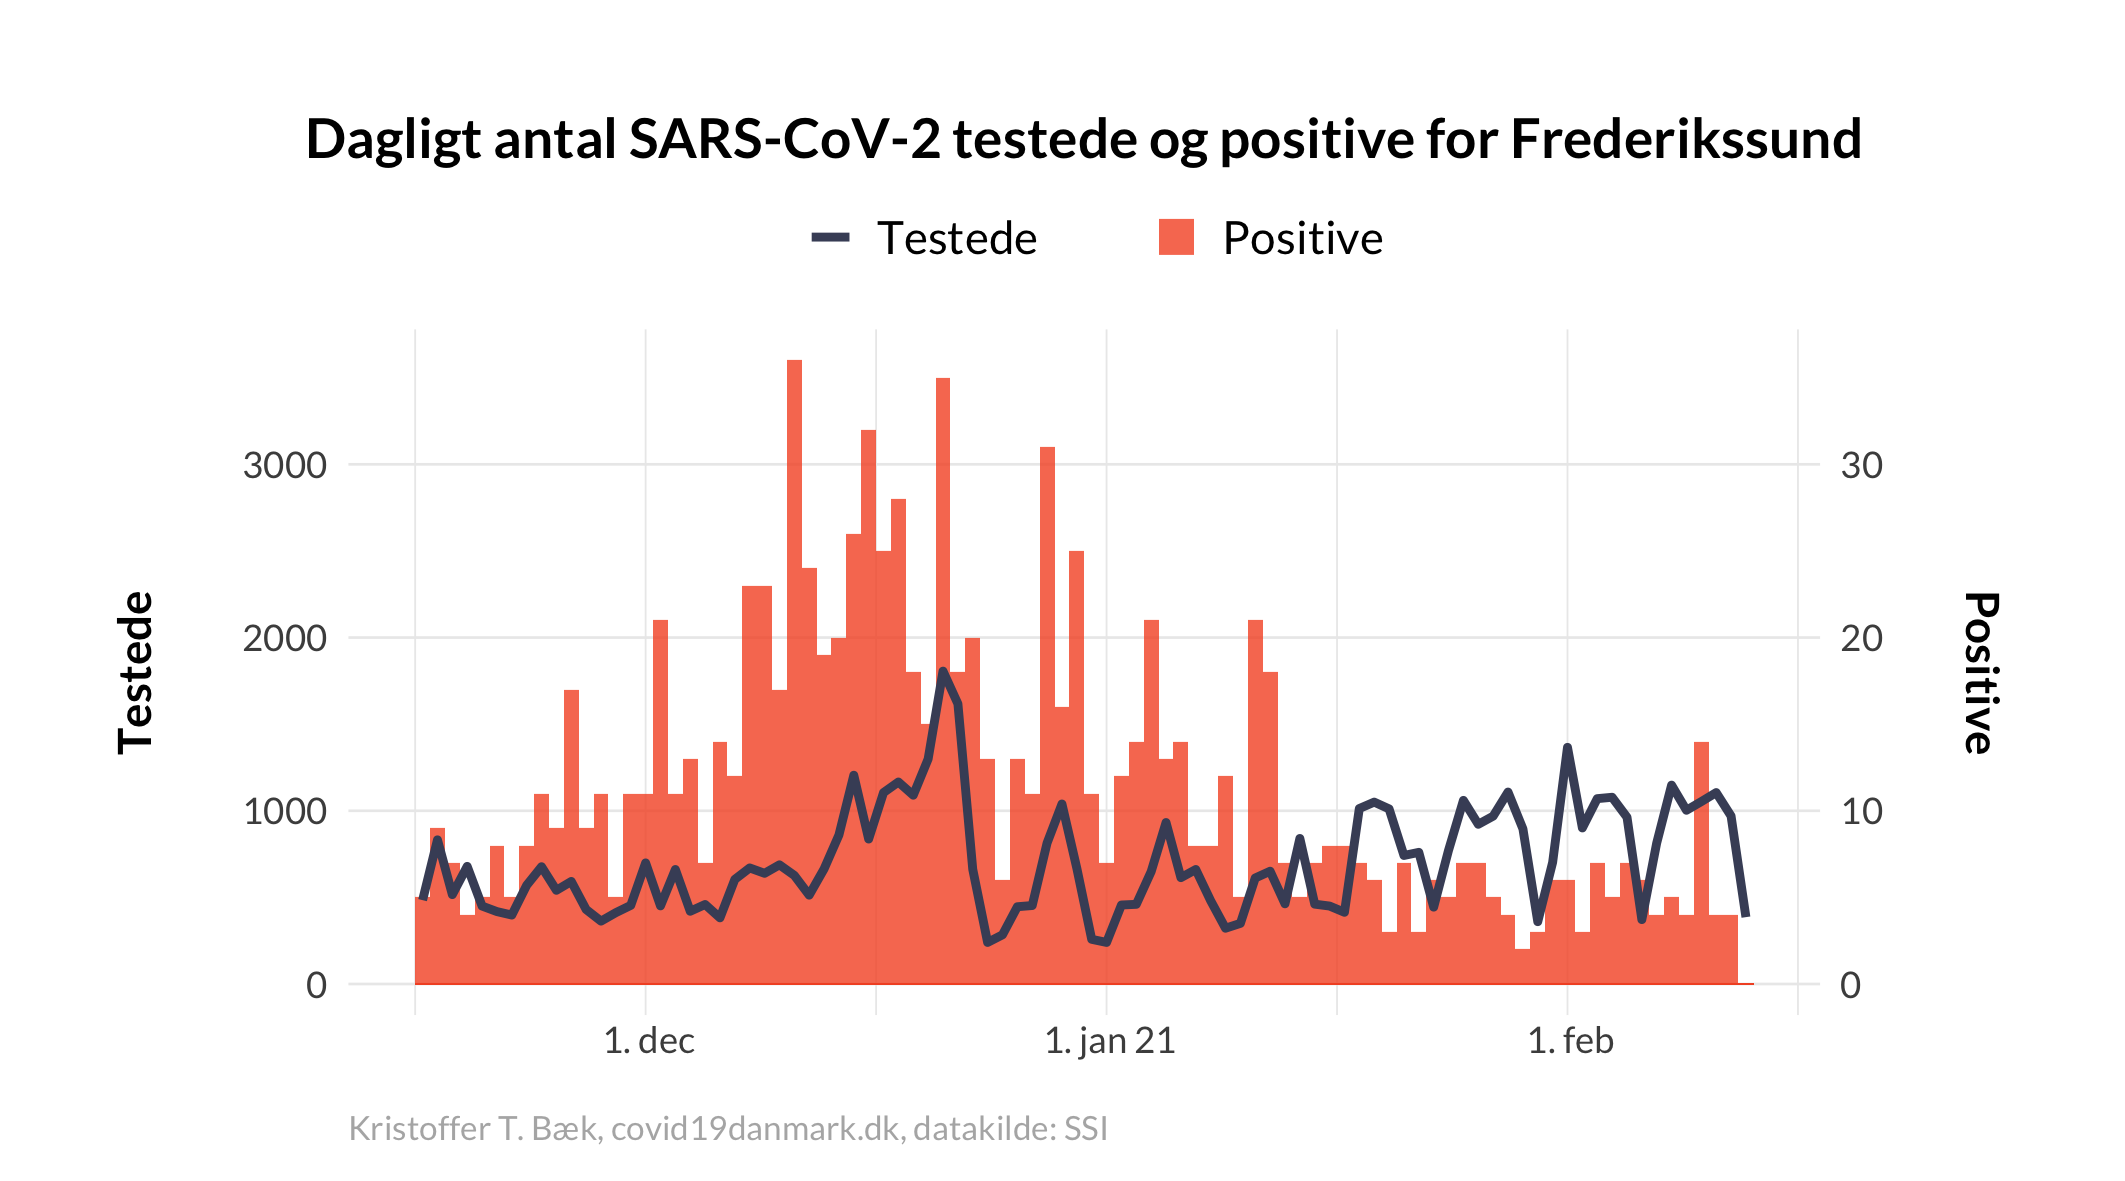 Dagligt antal SARS-CoV-2 testede og positive for Frederikssund
Testede
Positive
Testede
3000
2000
1000
0
30
20
10
0
Positive
1. dec
1. jan 21
1. feb
Kristoffer T. Bæk, covid19danmark.dk, datakilde: SSI